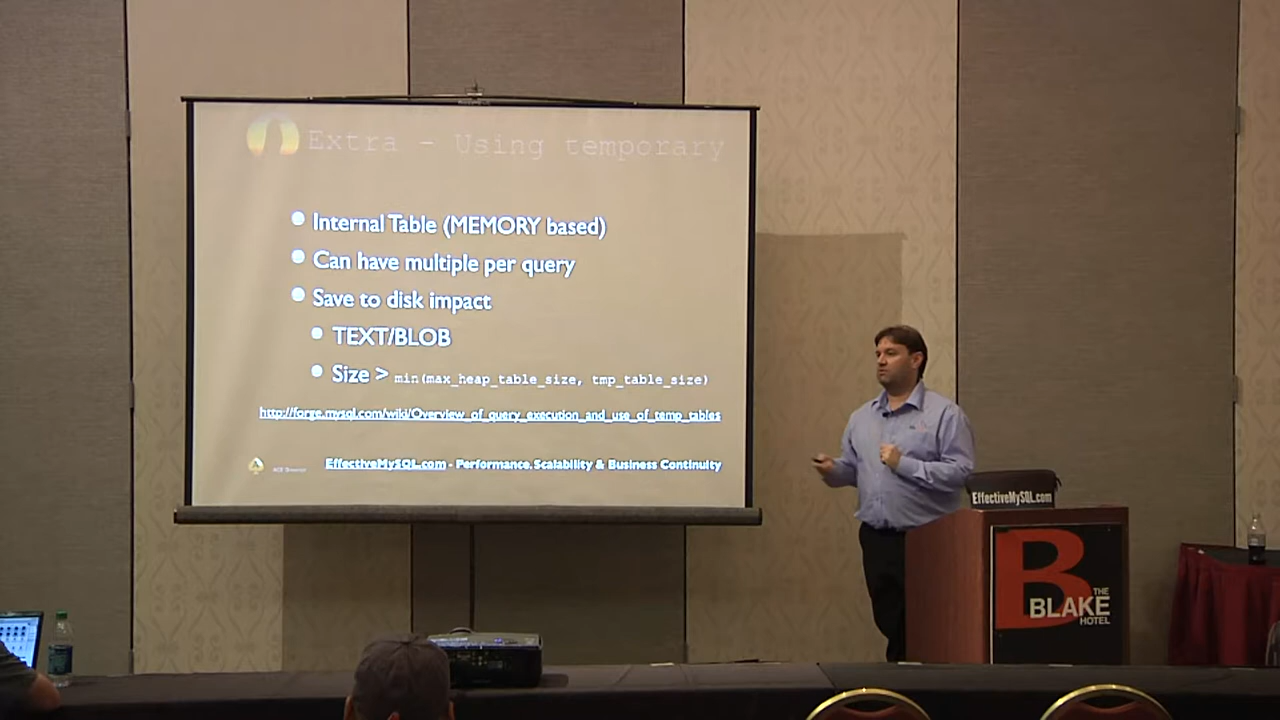 Extra - Using temporary
Internal Table (MEMORY based)
Can have multiple per query
Save to disk impact
TEXT/BLOB
Size > min(max_heap_table_size, tmp_table_size)
http://forge.mysql.com/wiki/Overview_of_query_execution_and_use_of_temp_tables
EffectiveMySQL.com - Performance, Scalability & Business Continuity
EffectiveMySQL.com
B
THE
BLAKE
HOTEL